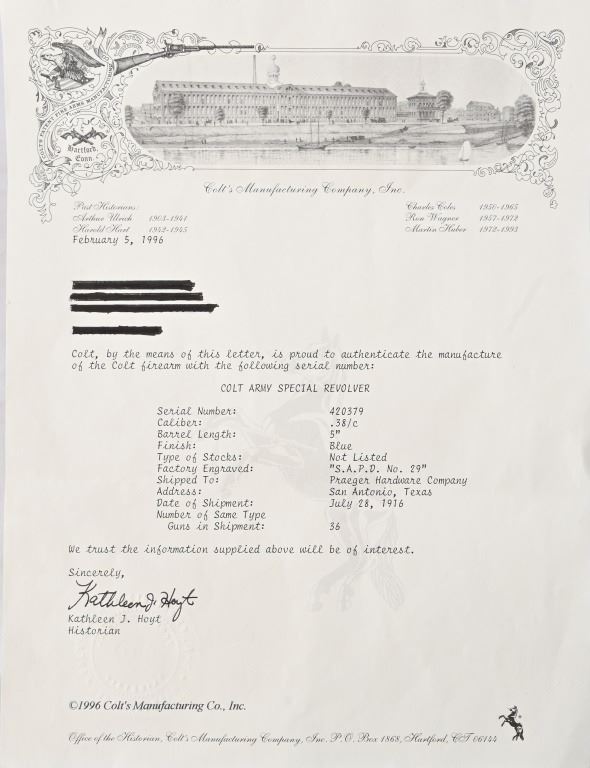 Hartford,
Conn.
Colt's Manufacturing Company, Inc.
Past Historians:
Arthur Ulrich 1903-1941
Harold Hart 1942-1945
Charles Coles 1950-1965
Ron Wagner 1957-1972
Martin Huber 1972-1993
February 5, 1996
Colt, by the means of this letter, is proud to authenticate the manufacture
of the Colt firearm with the following serial number:
COLT ARMY SPECIAL REVOLVER
Serial Number: 420379
Caliber: .38/c
Barrel Length: 5"
Finish: Blue
Type of Stocks: Not Listed
Factory Engraved: "S.A.P.D. No. 29"
Shipped To: Praeger Hardware Company
Address: San Antonio, Texas
Date of Shipment: July 28, 1916
Number of Same Type
Guns in Shipment: 36
We trust the information supplied above will be of interest.
Sincerely,
Kathleen J. Hoyt
Kathleen J. Hoyt
Historian
©1996 Colt's Manufacturing Co., Inc.
Office of the Historian, Colt's Manufacturing Company, Inc. P.O. Box 1868, Hartford, CT 06144